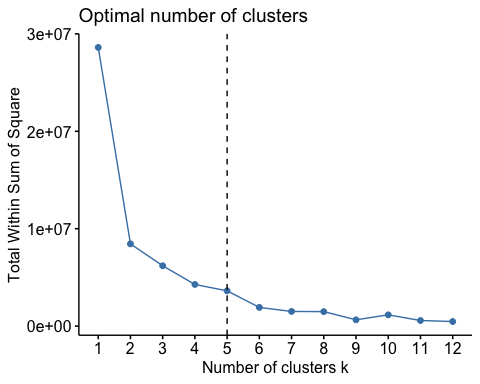 Optimal number of clusters
3e+07
2e+07
1e+07
0e+00
Total Within Sum of Square
1 2 3 4 5 6 7 8 9 10 11 12
Number of clusters k